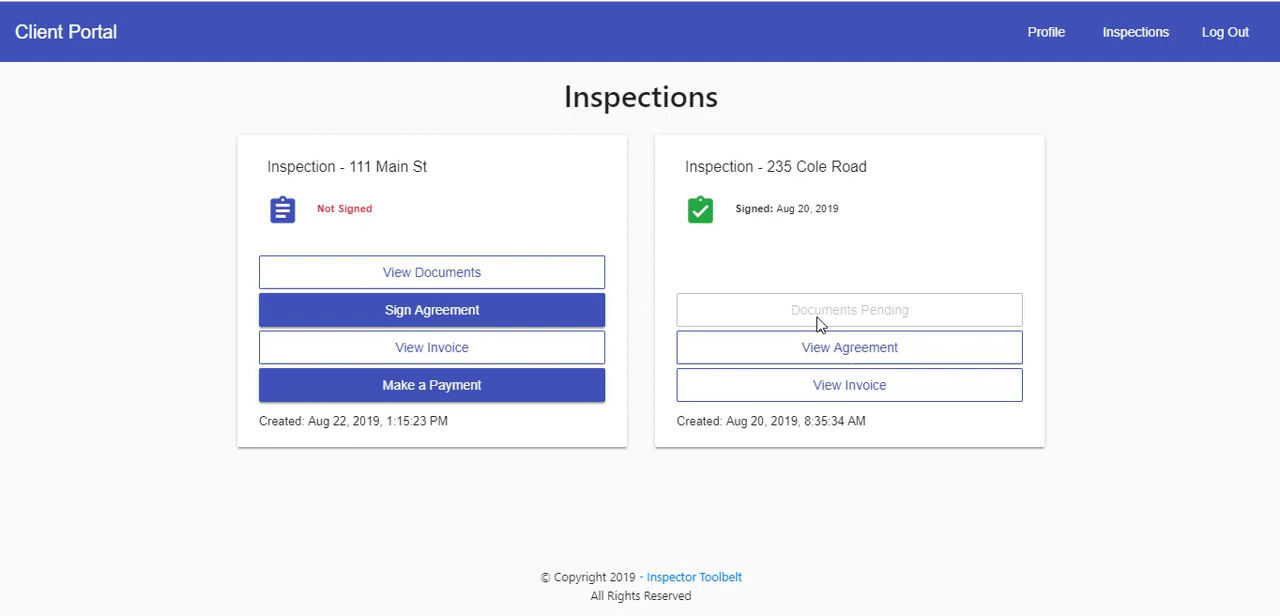 Client Portal
Profile
Inspections
Log Out
Inspections
Inspection - 111 Main St
Not Signed
View Documents
Sign Agreement
View Invoice
Make a Payment
Created: Aug 22, 2019, 1:15:23 PM
Inspection - 235 Cole Road
Signed: Aug 20, 2019
Documents Pending
View Agreement
View Invoice
Created: Aug 20, 2019, 8:35:34 AM
© Copyright 2019 - Inspector Toolbelt
All Rights Reserved